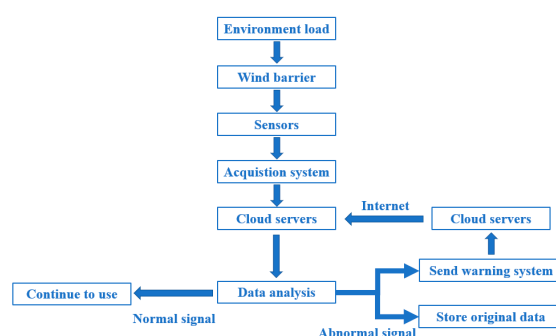 Environment load
Wind barrier
Sensors
Acquistion system
Internet
Cloud servers
Cloud servers
Send warning system
Continue to use
Data analysis
Normal signal
Store original data
Abnormal signal